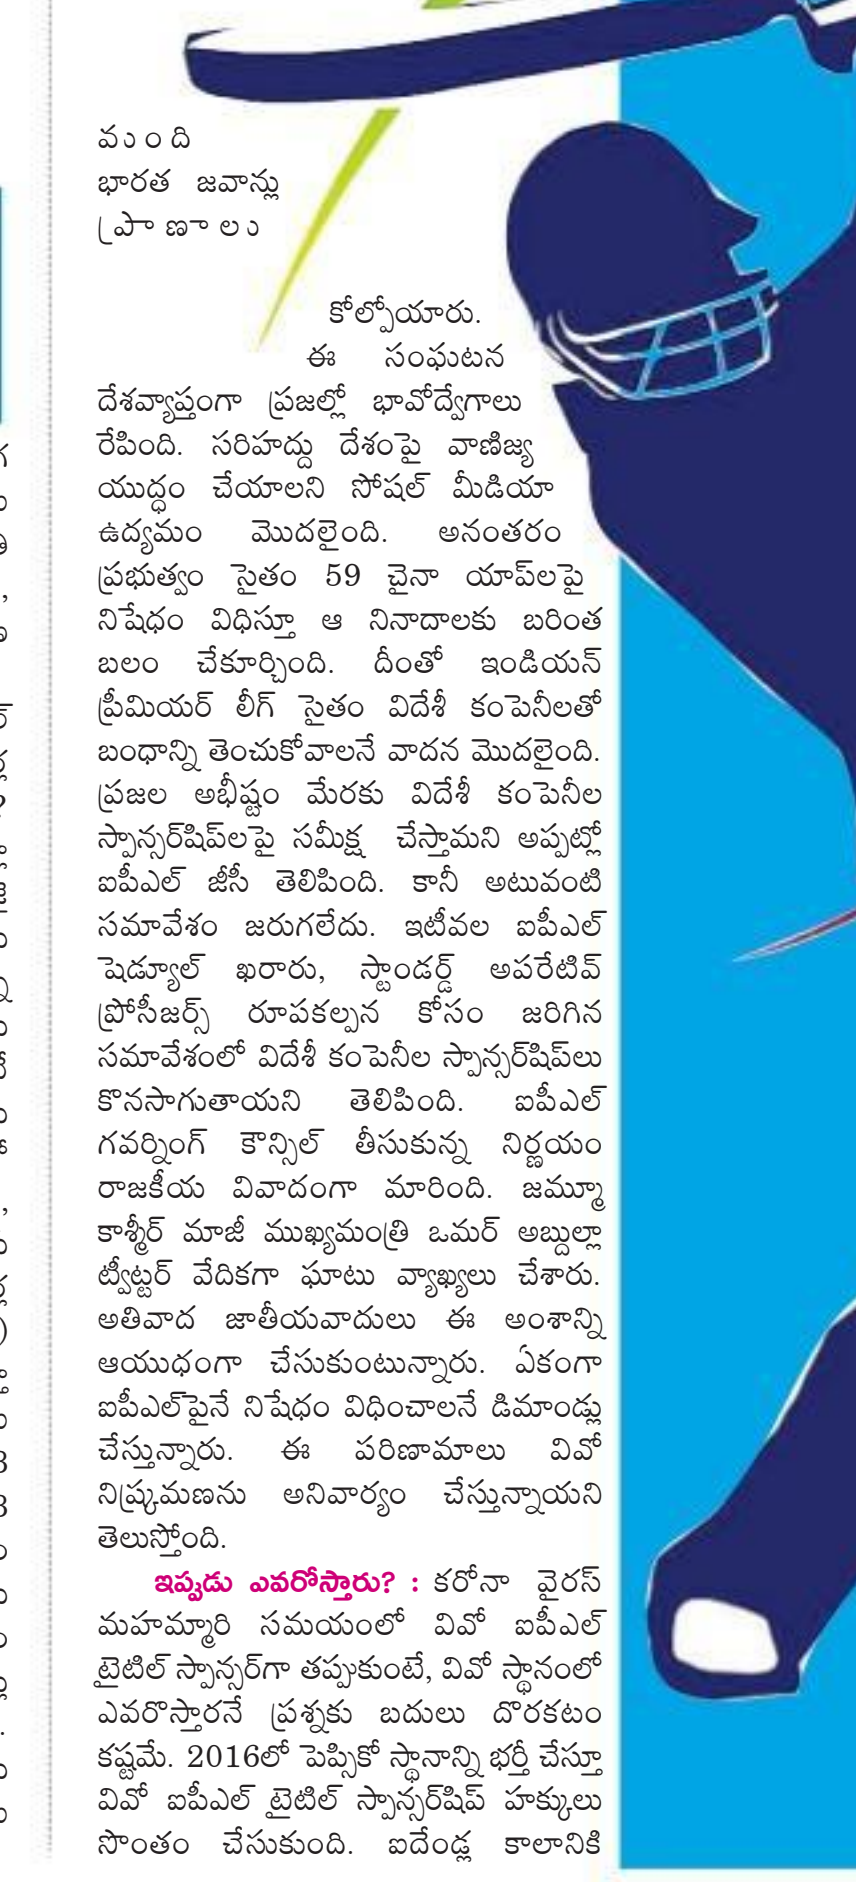 మంది
భారత జవాన్లు
ప్రాణాలు
కోల్పోయారు.
ఈ సంఘటన
దేశవ్యాప్తంగా ప్రజల్లో భావోద్వేగాలు
రేపింది. సరిహద్దు దేశంపై వాణిజ్య
యుద్ధం చేయాలని సోషల్ మీడియా
ఉద్యమం మొదలైంది. అనంతరం
ప్రభుత్వం సైతం 59 చైనా యాప్‌లపై
నిషేధం విధిస్తూ ఆ నినాదాలకు బరింత
బలం చేకూర్చింది. దీంతో ఇండియన్
ప్రీమియర్ లీగ్ సైతం విదేశీ కంపెనీలతో
బంధాన్ని తెంచుకోవాలనే వాదన మొదలైంది.
ప్రజల అభీష్టం మేరకు విదేశీ కంపెనీల
స్పాన్సర్‌షిప్‌లపై సమీక్ష చేస్తామని అప్పట్లో
ఐపీఎల్ జీసీ తెలిపింది. కానీ అటువంటి
సమావేశం జరుగలేదు. ఇటీవల ఐపీఎల్
షెడ్యూల్ ఖరారు, స్టాండర్డ్ అపరేటివ్
ప్రోసీజర్స్ రూపకల్పన కోసం జరిగిన
సమావేశంలో విదేశీ కంపెనీల స్పాన్సర్‌షిప్‌లు
కొనసాగుతాయని తెలిపింది. ఐపీఎల్
గవర్నింగ్ కౌన్సిల్ తీసుకున్న నిర్ణయం
రాజకీయ వివాదంగా మారింది. జమ్మూ
కాశ్మీర్ మాజీ ముఖ్యమంత్రి ఒమర్ అబ్దుల్లా
ట్వీట్టర్ వేదికగా ఘాటు వ్యాఖ్యలు చేశారు.
అతివాద జాతీయవాదులు ఈ అంశాన్ని
ఆయుధంగా చేసుకుంటున్నారు. ఏకంగా
ఐపీఎల్‌పైనే నిషేధం విధించాలనే డిమాండ్లు
చేస్తున్నారు. ఈ పరిణామాలు వివో
నిష్క్రమణను అనివార్యం చేస్తున్నాయని
తెలుస్తోంది.
ఇప్పుడు ఎవరోస్తారు? : కరోనా వైరస్
మహమ్మారి సమయంలో వివో ఐపీఎల్
టైటిల్ స్పాన్సర్‌గా తప్పుకుంటే, వివో స్థానంలో
ఎవరొస్తారనే ప్రశ్నకు బదులు దొరకటం
కష్టమే. 2016లో పెప్సికో స్థానాన్ని భర్తీ చేస్తూ
వివో ఐపీఎల్ టైటిల్ స్పాన్సర్‌షిప్ హక్కులు
సొంతం చేసుకుంది. ఐదేండ్ల కాలానికి